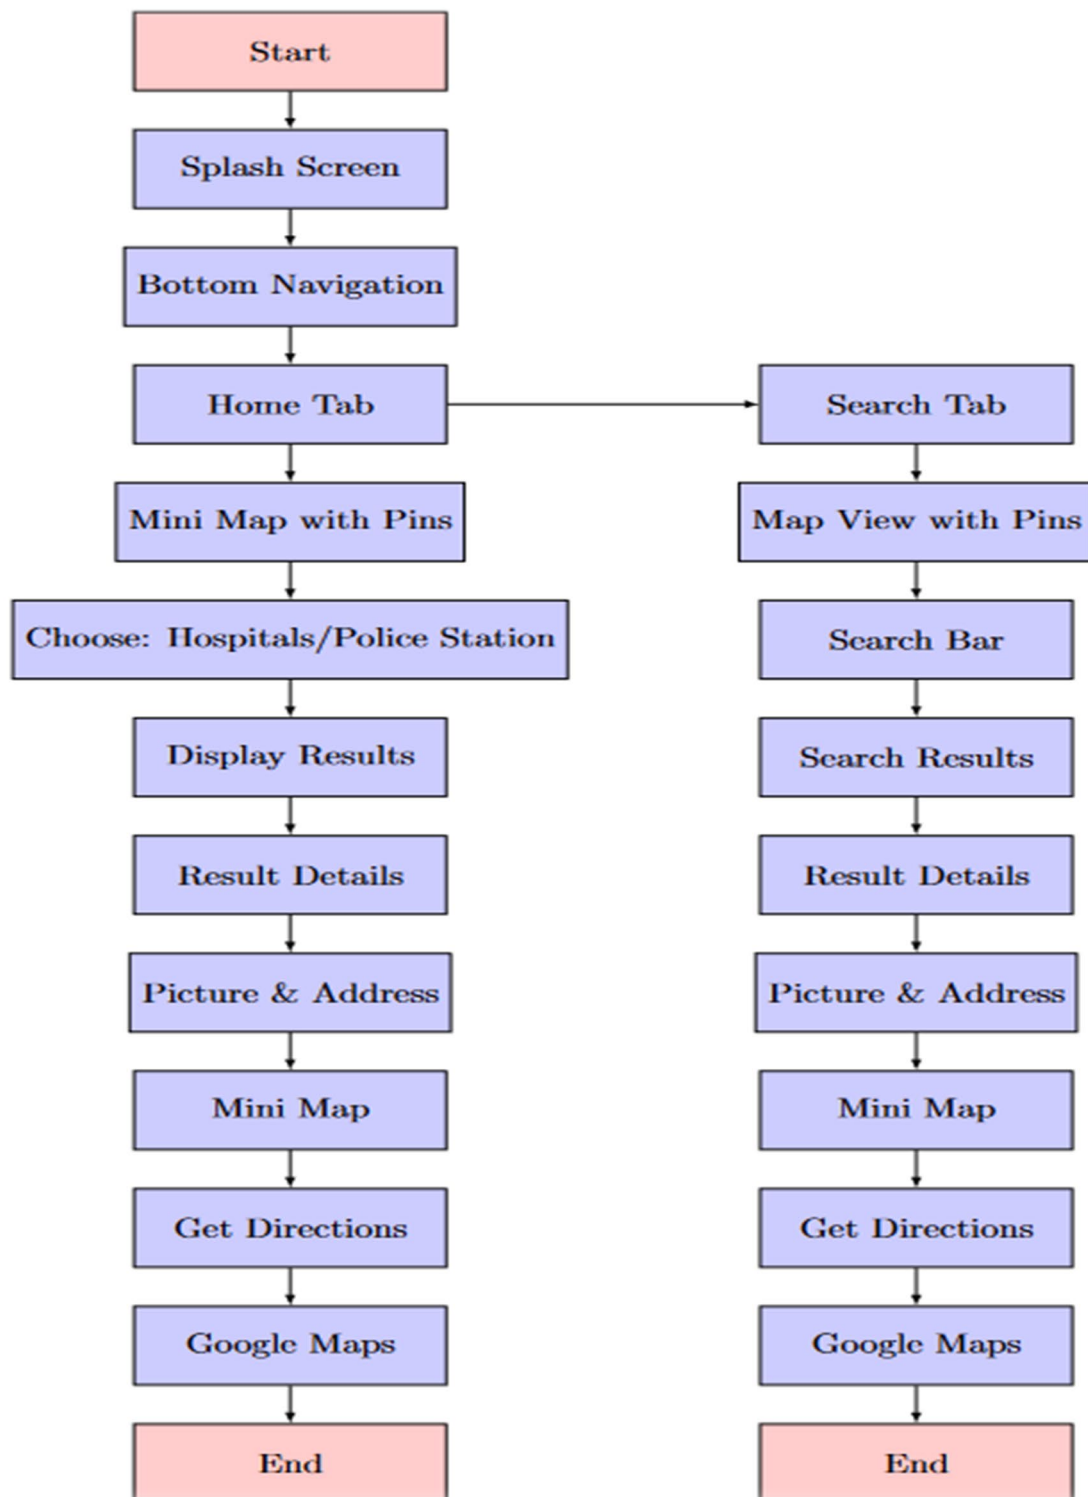 Start
Splash Screen
Bottom Navigation
Home Tab
Mini Map with Pins
Choose: Hospitals/Police Station
Display Results
Result Details
Picture & Address
Mini Map
Get Directions
Google Maps
End
Search Tab
Map View with Pins
Search Bar
Search Results
Result Details
Picture & Address
Mini Map
Get Directions
Google Maps
End